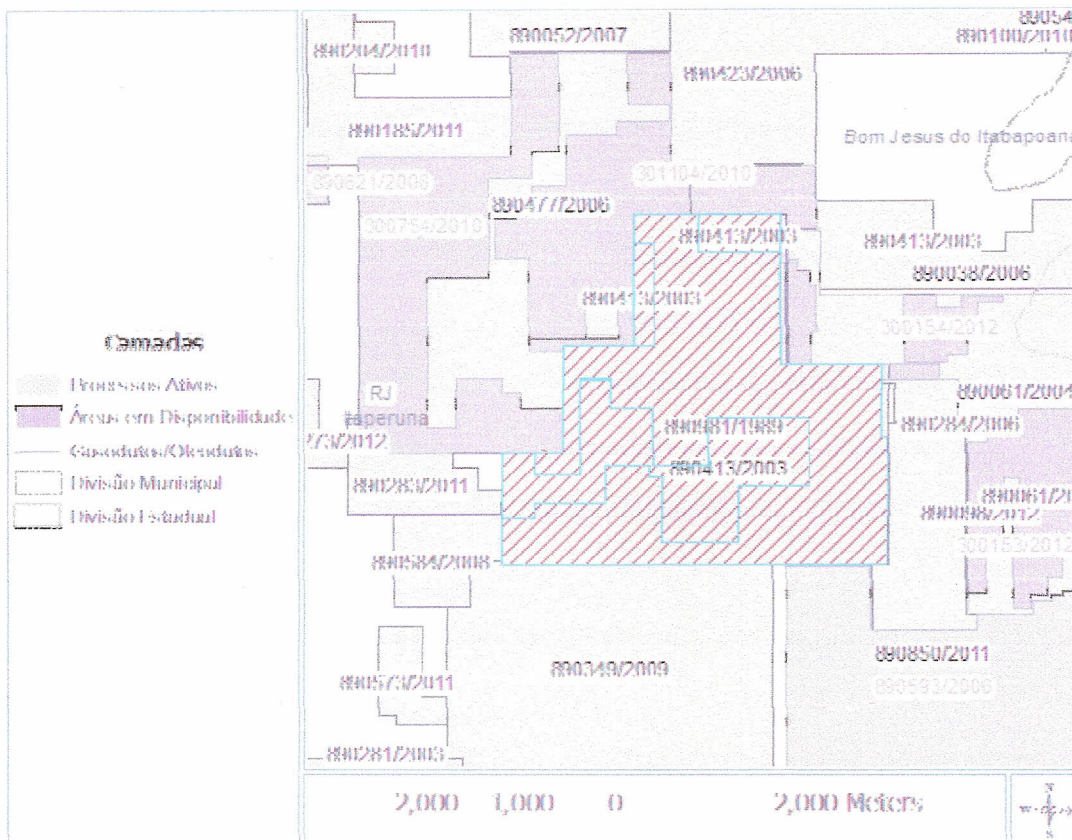 Camadas
Processos Ativos
Áreas em Disponibilidade
Gasodutos/Oleodutos
Divisão Municipal
Divisão Estadual
890204/2010
890052/2007
890100/2010
890423/2006
890185/2011
Bom Jesus do Itabapoana
301104/2010
890477/2006
300754/2010
890413/2003
890413/2003
890038/2006
890413/2003
300154/2012
RJ
Itaperuna
890061/2004
890981/1989
890284/2006
890413/2003
890283/2011
890098/2012
300153/2012
890584/2008
890850/2011
890349/2009
890573/2011
890593/2006
890281/2003
2,000 1,000 0 2,000 Meters
N
S